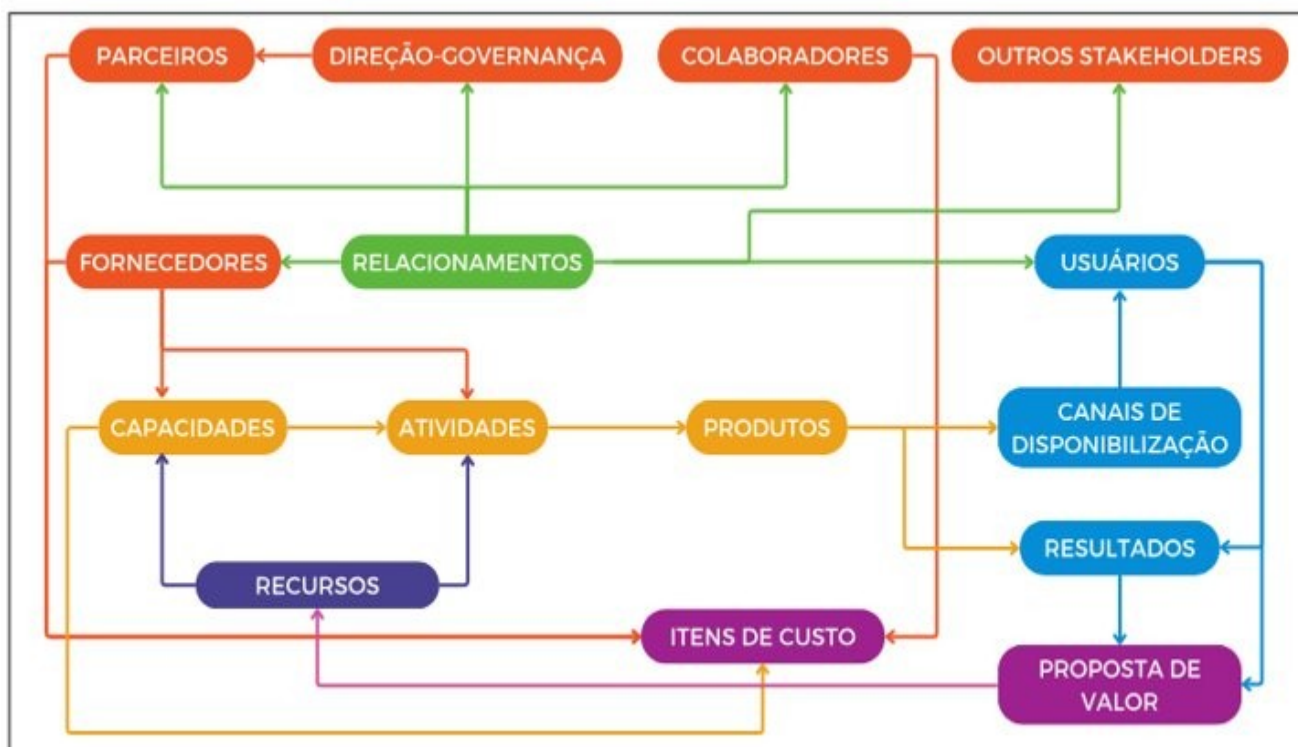 PARCEIROS
DIREÇÃO-GOVERNANÇA
COLABORADORES
OUTROS STAKEHOLDERS
FORNECEDORES
RELACIONAMENTOS
USUÁRIOS
CAPACIDADES
ATIVIDADES
PRODUTOS
CANAIS DE
DISPONIBILIZAÇÃO
RESULTADOS
RECURSOS
ITENS DE CUSTO
PROPOSTA DE
VALOR